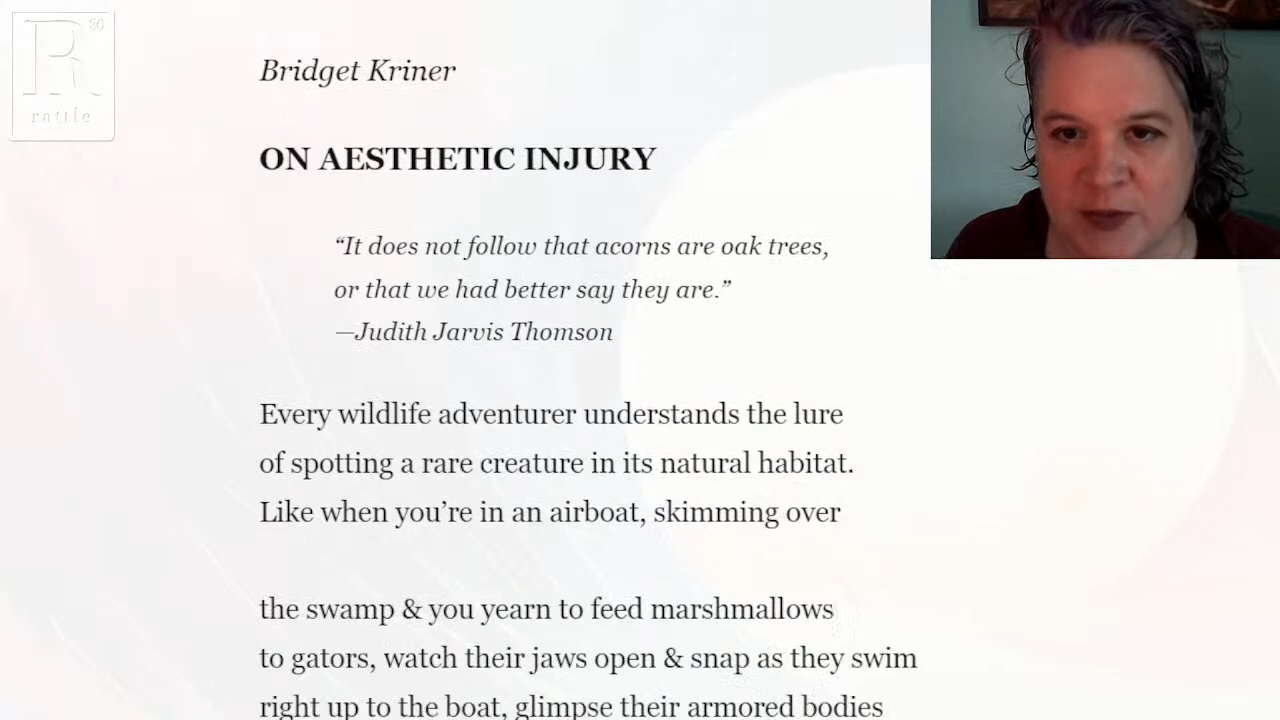 R
80
rattle
Bridget Kriner
ON AESTHETIC INJURY
“It does not follow that acorns are oak trees,
or that we had better say they are.”
—Judith Jarvis Thomson
Every wildlife adventurer understands the lure
of spotting a rare creature in its natural habitat.
Like when you’re in an airboat, skimming over
the swamp & you yearn to feed marshmallows
to gators, watch their jaws open & snap as they swim
right up to the boat, glimpse their armored bodies